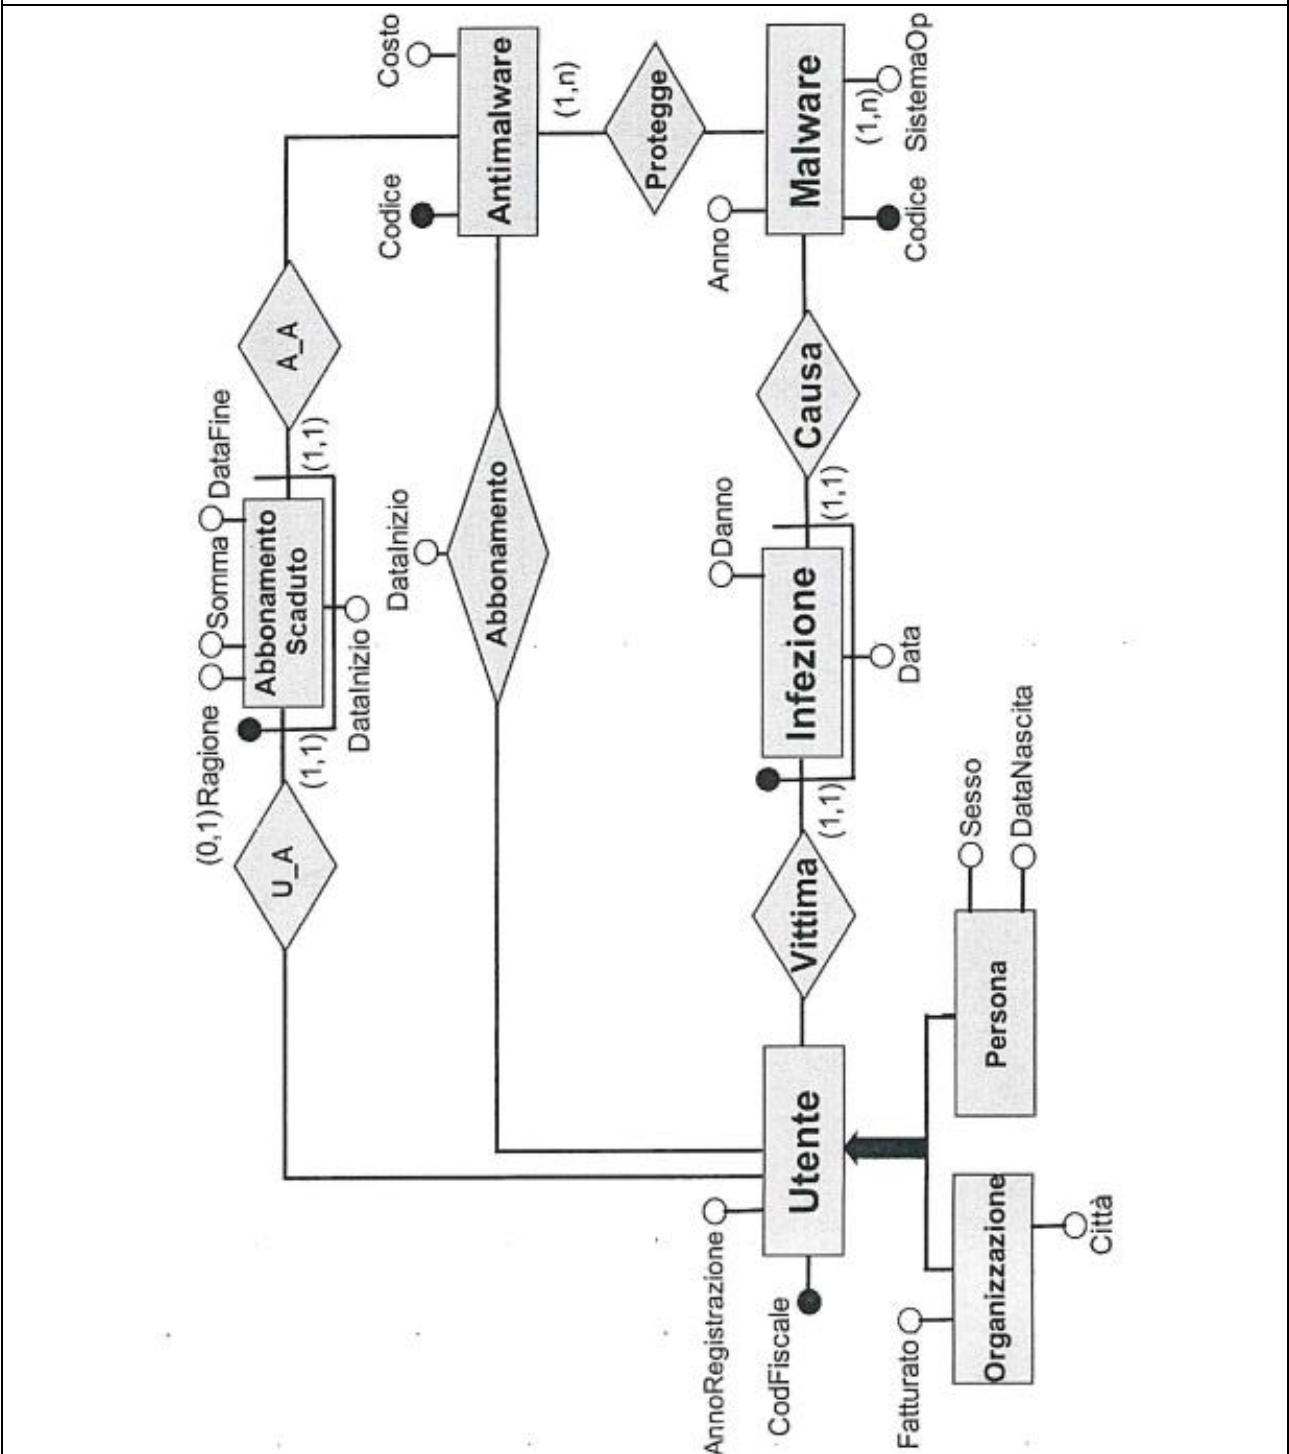 (0,1)Ragione
Somma
DataFine
U_A
Abbonamento
Scaduto
A_A
(1,1)
(1,1)
DataInizio
DataInizio
Codice
Costo
Abbonamento
Antimalware
(1,n)
Protegge
AnnoRegistrazione
Danno
Anno
CodFiscale
Utente
Vittima
Infezione
Causa
Malware
(1,1)
(1,1)
(1,n)
Fatturato
Data
Codice
SistemaOp
Sesso
Organizzazione
Persona
DataNascita
Città